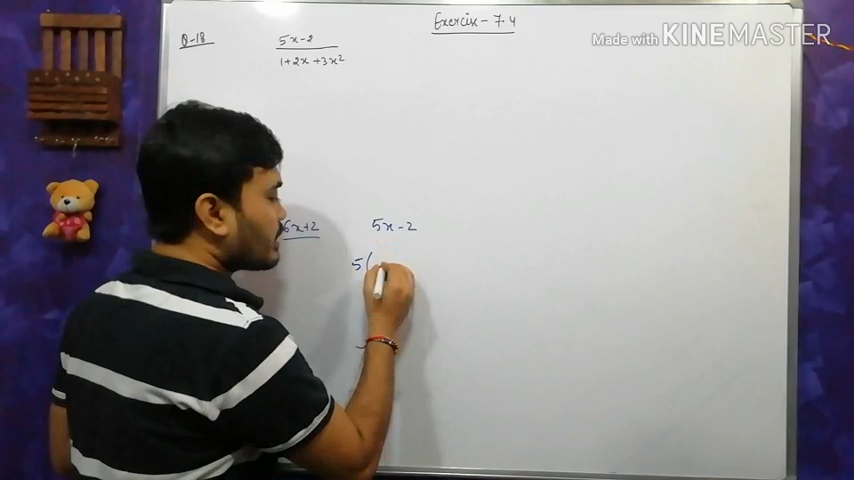 Exercise - 7.4
Made with KINEMASTER
Q-18
5x-2
1+2x+3x²
6x+2
5x-2
5(